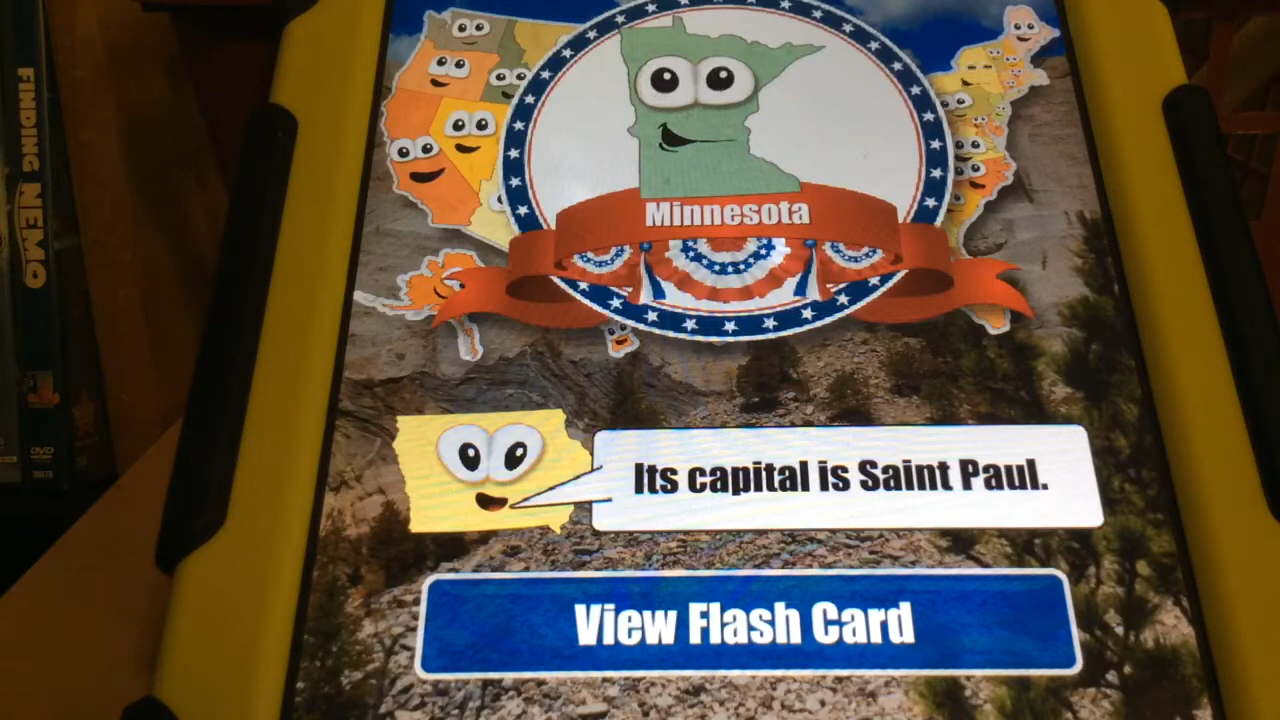 FINDING NEMO
DVD
Minnesota
Its capital is Saint Paul.
View Flash Card